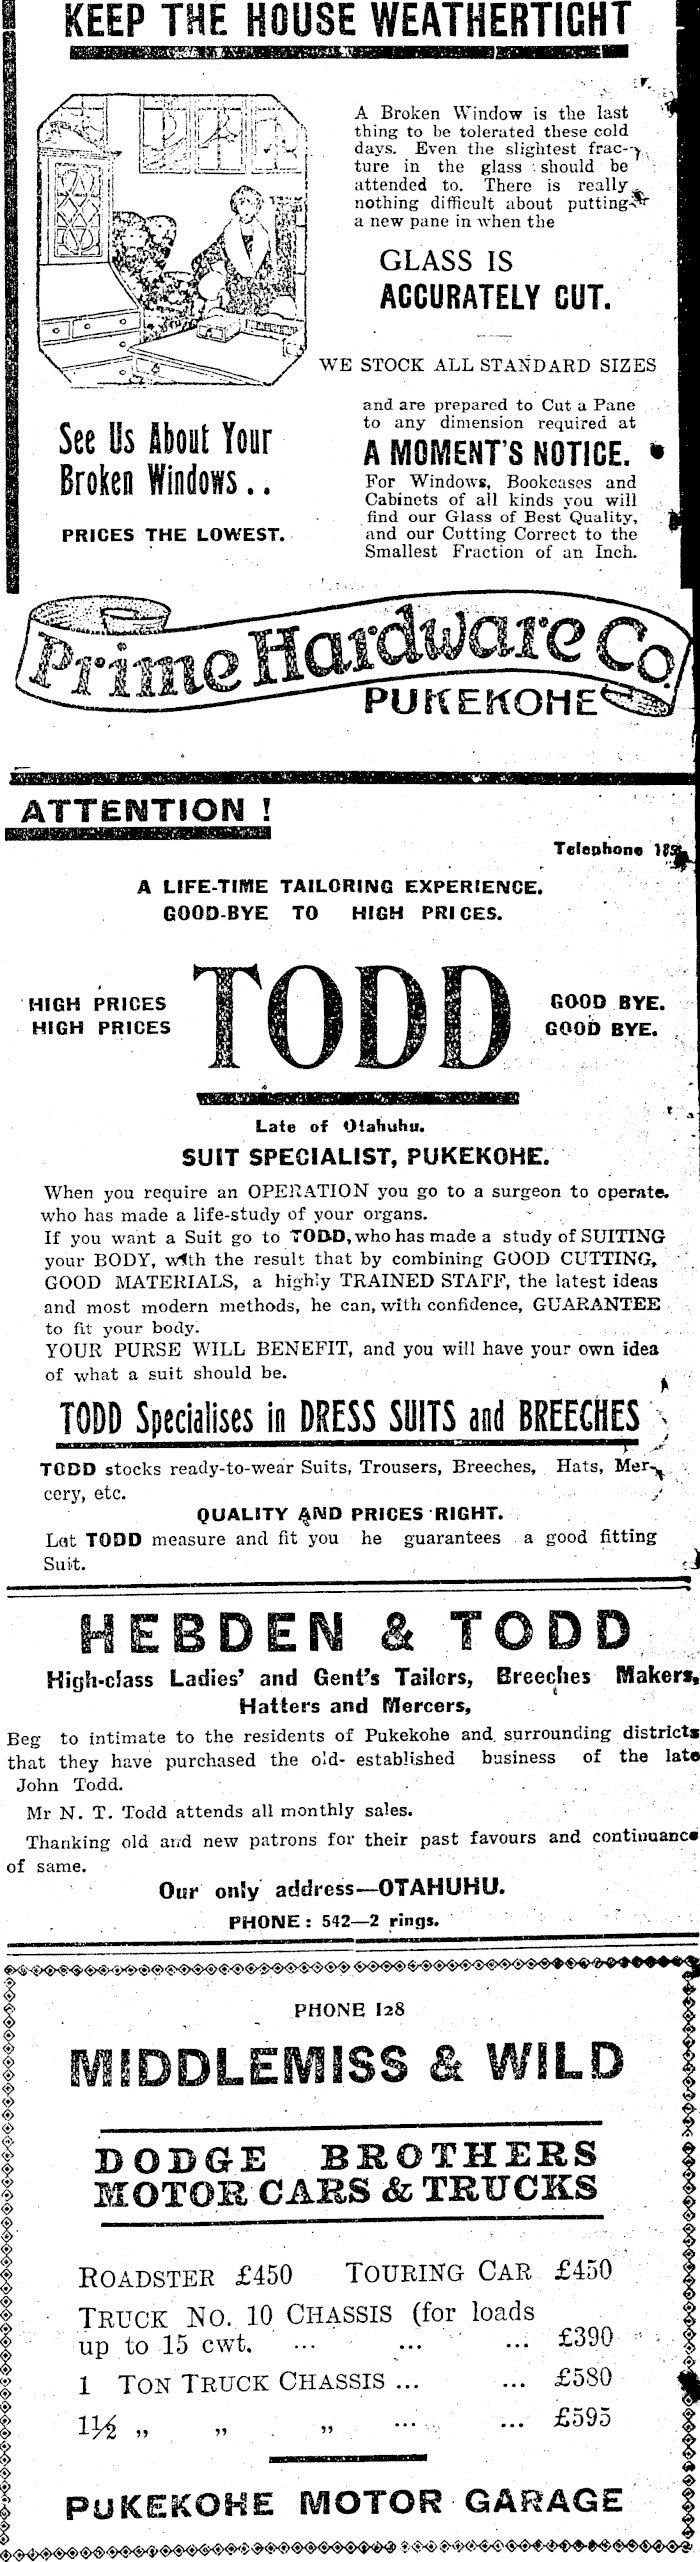 KEEP THE HOUSE WEATHERTIGHT
A Broken Window is the last
thing to be tolerated these cold
days. Even the slightest frac-
ture in the glass should be
attended to. There is really
nothing difficult about putting
a new pane in when the
GLASS IS
ACCURATELY CUT.
WE STOCK ALL STANDARD SIZES
and are prepared to Cut a Pane
to any dimension required at
A MOMENT'S NOTICE.
For Windows, Bookcases and
Cabinets of all kinds you will
find our Glass of Best Quality,
and our Cutting Correct to the
Smallest Fraction of an Inch.
See Us About Your
Broken Windows . .
PRICES THE LOWEST.
Prime Hardware Co.
PUKEKOHE
ATTENTION !
Telephone
A LIFE-TIME TAILORING EXPERIENCE.
GOOD-BYE TO HIGH PRICES.
HIGH PRICES TODD GOOD BYE.
HIGH PRICES GOOD BYE.
Late of Otahuhu.
SUIT SPECIALIST, PUKEKOHE.
When you require an OPERATION you go to a surgeon to operate.
who has made a life-study of your organs.
If you want a Suit go to TODD, who has made a study of SUITING
your BODY, with the result that by combining GOOD CUTTING,
GOOD MATERIALS, a highly TRAINED STAFF, the latest ideas
and most modern methods, he can, with confidence, GUARANTEE
to fit your body.
YOUR PURSE WILL BENEFIT, and you will have your own idea
of what a suit should be.
TODD Specialises in DRESS SUITS and BREECHES
TODD stocks ready-to-wear Suits, Trousers, Breeches, Hats, Mer-
cery, etc.
QUALITY AND PRICES RIGHT.
Let TODD measure and fit you he guarantees a good fitting
Suit.
HEBDEN & TODD
High-class Ladies' and Gent's Tailors, Breeches Makers,
Hatters and Mercers,
Beg to intimate to the residents of Pukekohe and surrounding districts
that they have purchased the old- established business of the late
John Todd.
Mr N. T. Todd attends all monthly sales.
Thanking old and new patrons for their past favours and continuance
of same.
Our only address—OTAHUHU.
PHONE: 542—2 rings.
PHONE 128
MIDDLEMISS & WILD
DODGE BROTHERS
MOTOR CARS & TRUCKS
ROADSTER £450 TOURING CAR £450
TRUCK NO. 10 CHASSIS (for loads
up to 15 cwt. ... ... ... £390
1 TON TRUCK CHASSIS ... ... £580
1½ „ „ „ ... ... £595
PUKEKOHE MOTOR GARAGE